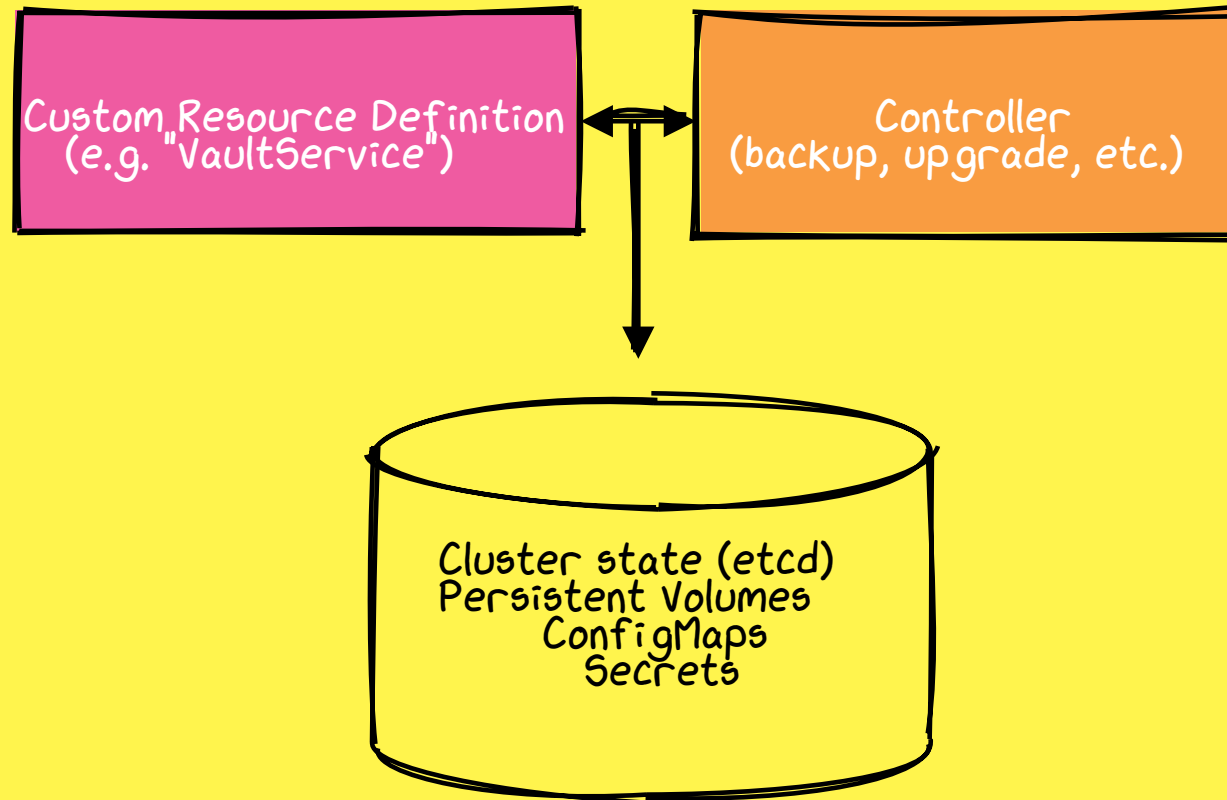 Custom Resource Definition
(e.g. "VaultService")
Controller
(backup, upgrade, etc.)
Cluster state (etcd)
Persistent Volumes
ConfigMaps
Secrets